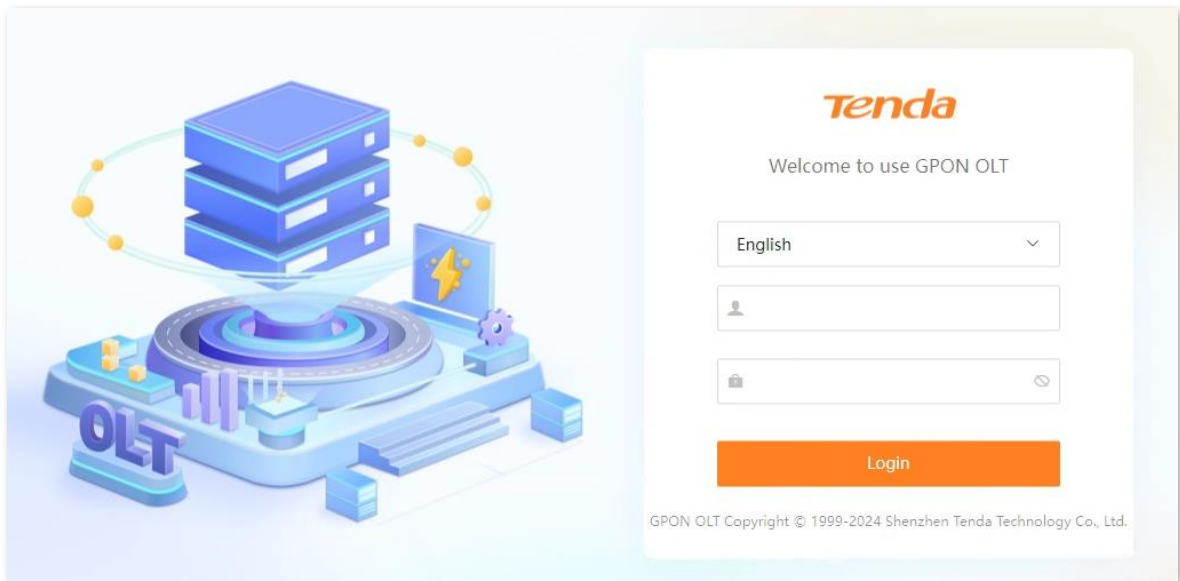 OLT
Tenda
Welcome to use GPON OLT
English
Login
GPON OLT Copyright © 1999-2024 Shenzhen Tenda Technology Co., Ltd.